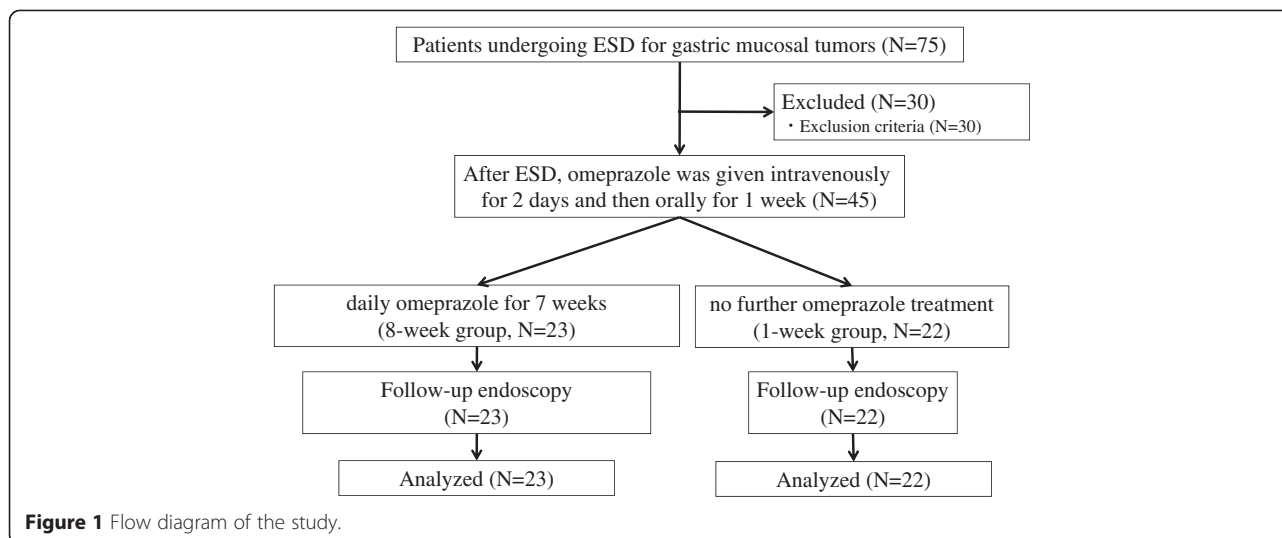 Patients undergoing ESD for gastric mucosal tumors (N=75)
Excluded (N=30)
・Exclusion criteria (N=30)
After ESD, omeprazole was given intravenously
for 2 days and then orally for 1 week (N=45)
daily omeprazole for 7 weeks
(8-week group, N=23)
no further omeprazole treatment
(1-week group, N=22)
Follow-up endoscopy
(N=23)
Follow-up endoscopy
(N=22)
Analyzed (N=23)
Analyzed (N=22)
Figure 1 Flow diagram of the study.